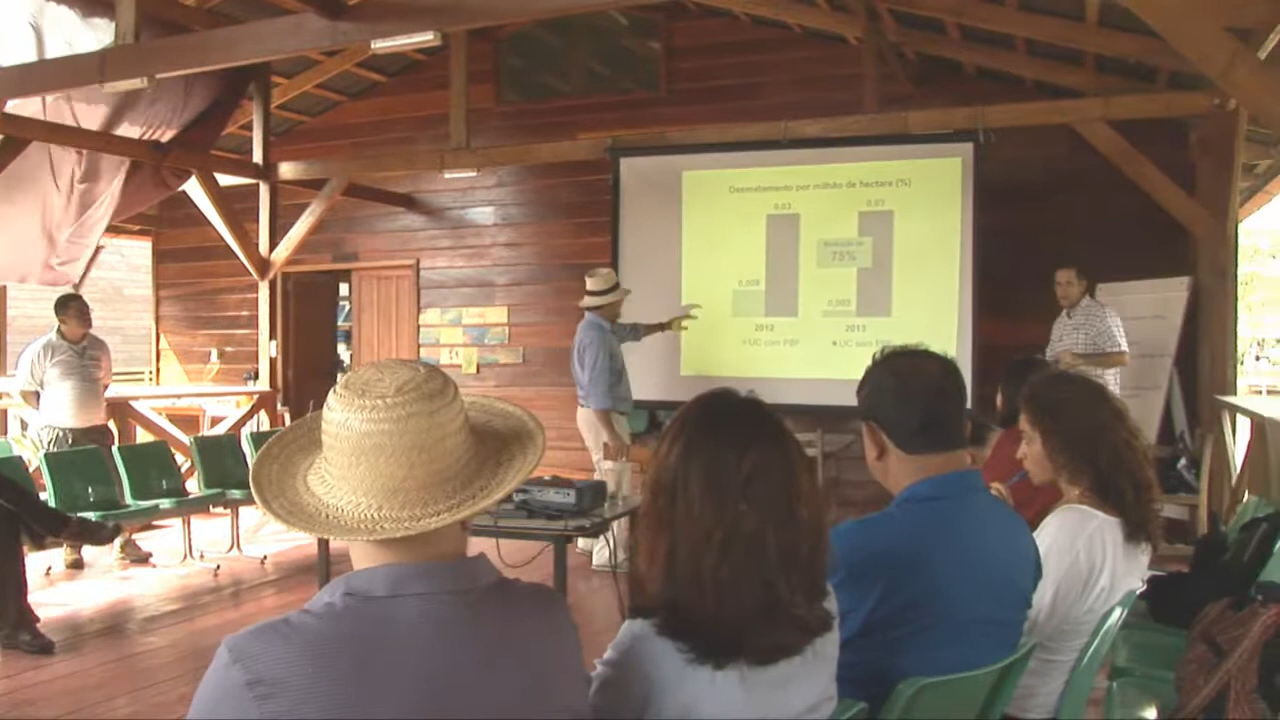 Desmatamento por milhão de hectare (%)
0,03 0,03
Redução de
75%
0,008 0,003
2012 2013
UC com PBF UC sem PBF